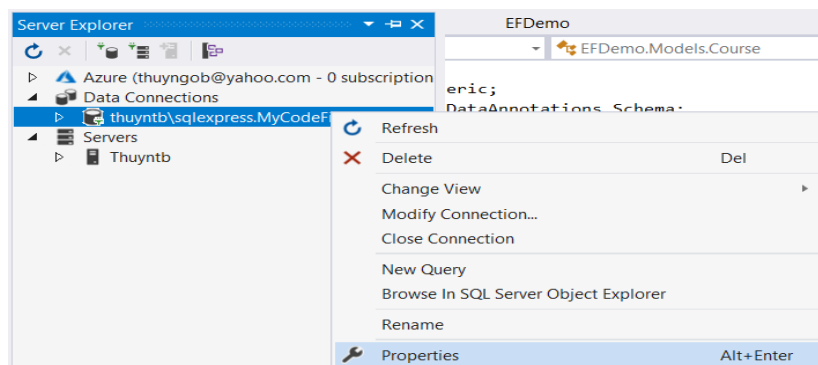 Server Explorer
EFDemo
EFDemo.Models.Course
Azure (thuyngob@yahoo.com - 0 subscription
eric;
Data Connections
DataAnnotations.Schema;
thuyntb\sqlexpress.MyCodeFi
Servers
Thuyntb
Refresh
Delete Del
Change View
Modify Connection...
Close Connection
New Query
Browse In SQL Server Object Explorer
Rename
Properties Alt+Enter